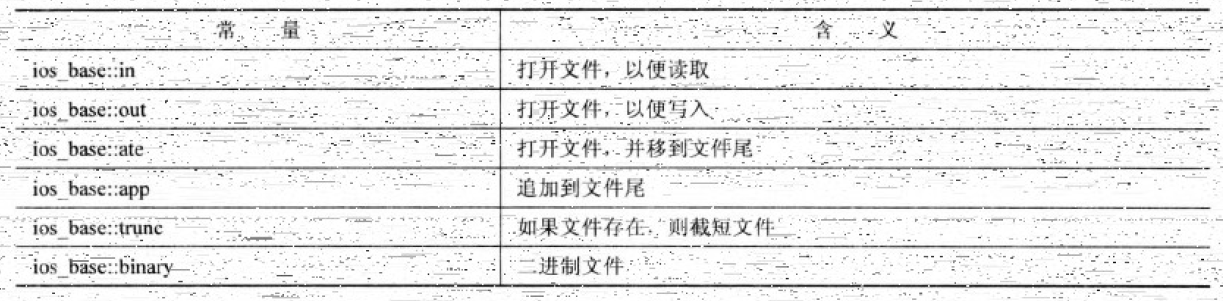 常 量 含 义
ios_base::in 打开文件，以便读取
ios_base::out 打开文件，以便写入
ios_base::ate 打开文件，并移到文件尾
ios_base::app 追加到文件尾
ios_base::trunc 如果文件存在，则截短文件
ios_base::binary 二进制文件